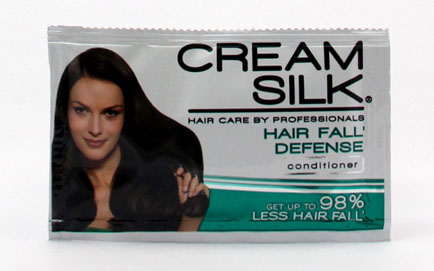 CREAM
SILK®
HAIR CARE BY PROFESSIONALS
HAIR FALL'
DEFENSE
conditioner
GET UP TO 98%
LESS HAIR FALL'